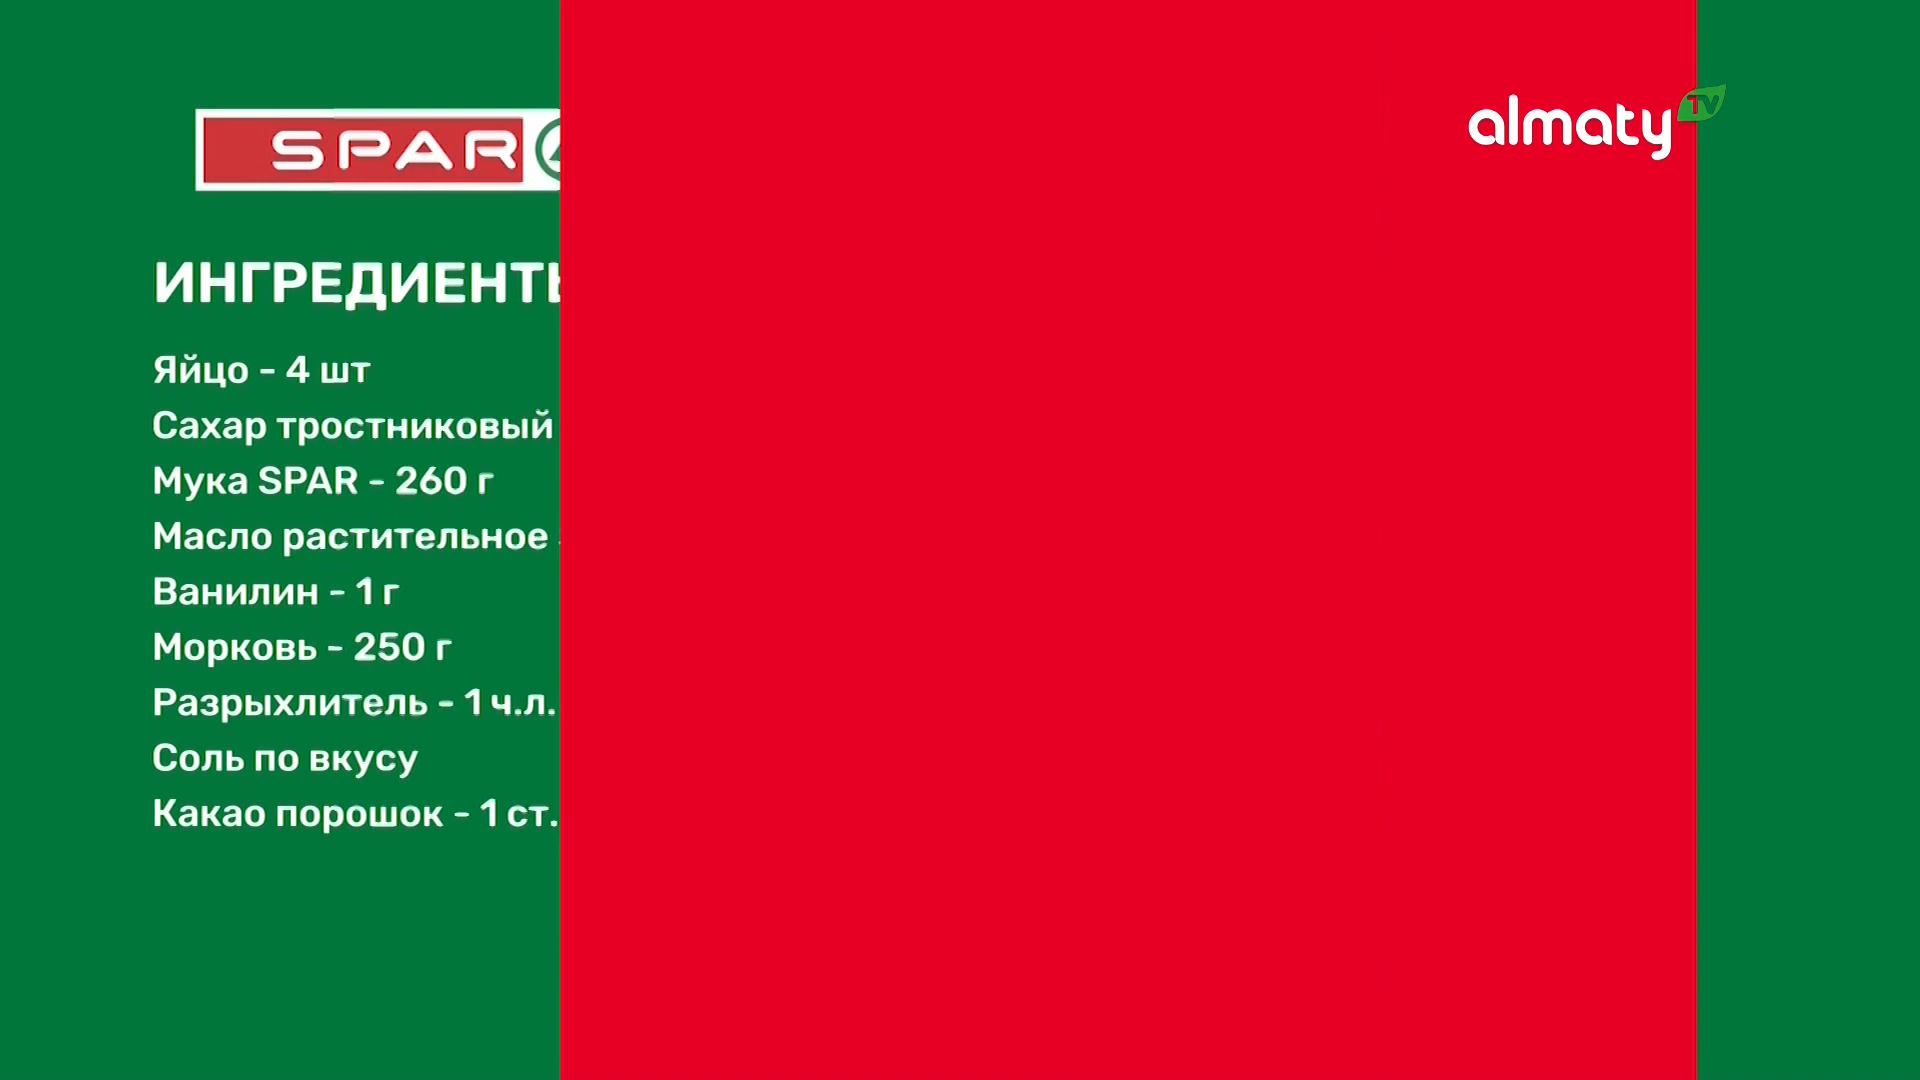 SPAR
almaty TV
ИНГРЕДИЕНТЫ
Яйцо - 4 шт
Сахар тростниковый
Мука SPAR - 260 г
Масло растительное
Ванилин - 1 г
Морковь - 250 г
Разрыхлитель - 1 ч.л.
Соль по вкусу
Какао порошок - 1 ст.